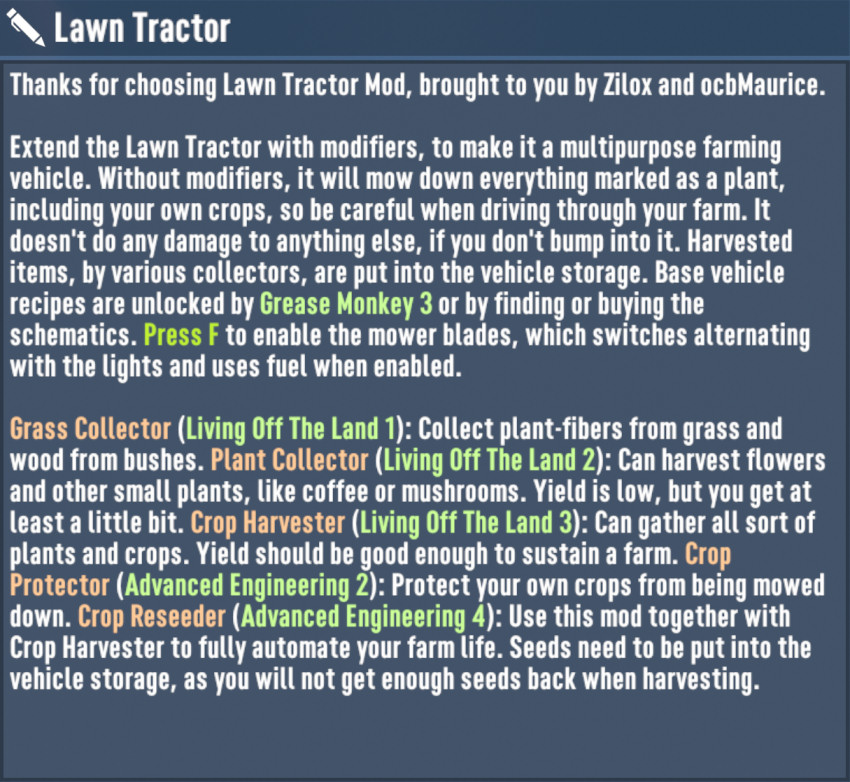 Lawn Tractor
Thanks for choosing Lawn Tractor Mod, brought to you by Zilox and ocbMaurice.
Extend the Lawn Tractor with modifiers, to make it a multipurpose farming
vehicle. Without modifiers, it will mow down everything marked as a plant,
including your own crops, so be careful when driving through your farm. It
doesn't do any damage to anything else, if you don't bump into it. Harvested
items, by various collectors, are put into the vehicle storage. Base vehicle
recipes are unlocked by Grease Monkey 3 or by finding or buying the
schematics. Press F to enable the mower blades, which switches alternating
with the lights and uses fuel when enabled.
Grass Collector (Living Off The Land 1): Collect plant-fibers from grass and
wood from bushes. Plant Collector (Living Off The Land 2): Can harvest flowers
and other small plants, like coffee or mushrooms. Yield is low, but you get at
least a little bit. Crop Harvester (Living Off The Land 3): Can gather all sort of
plants and crops. Yield should be good enough to sustain a farm. Crop
Protector (Advanced Engineering 2): Protect your own crops from being mowed
down. Crop Reseeder (Advanced Engineering 4): Use this mod together with
Crop Harvester to fully automate your farm life. Seeds need to be put into the
vehicle storage, as you will not get enough seeds back when harvesting.